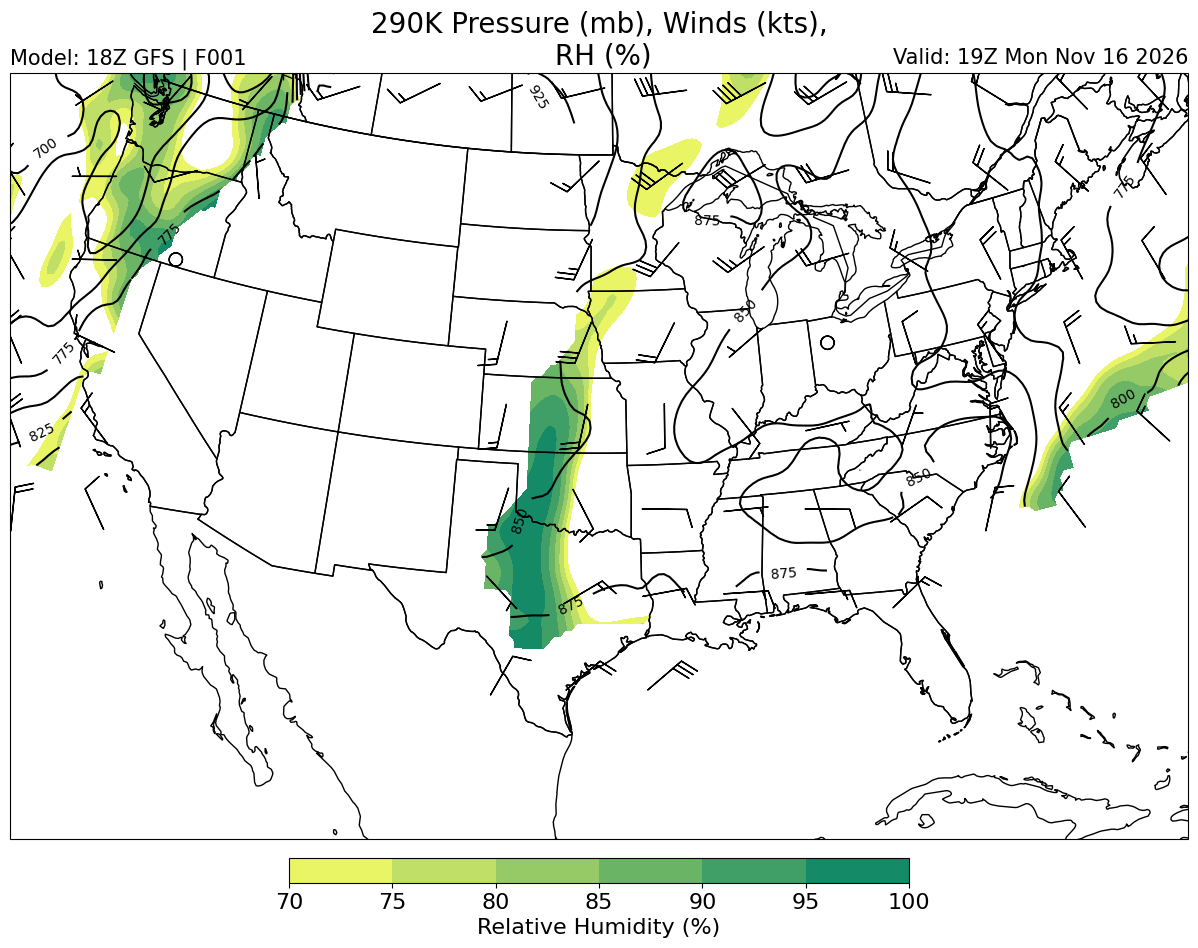 290K Pressure (mb), Winds (kts),
RH (%)
Model: 18Z GFS | F001
Valid: 19Z Mon Nov 16 2026
925
700
775
875
775
775
850
800
825
850
850
875
875
70 75 80 85 90 95 100
Relative Humidity (%)